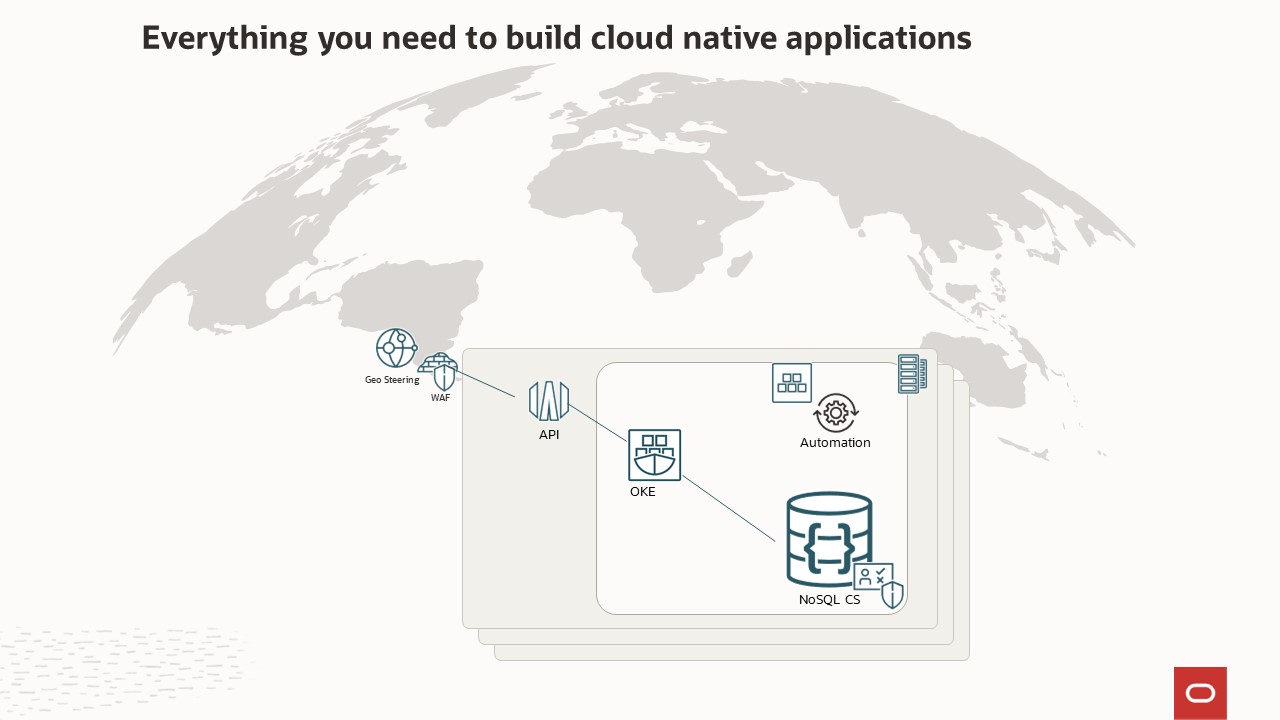 Everything you need to build cloud native applications
Geo Steering
WAF
API
OKE
Automation
NoSQL CS